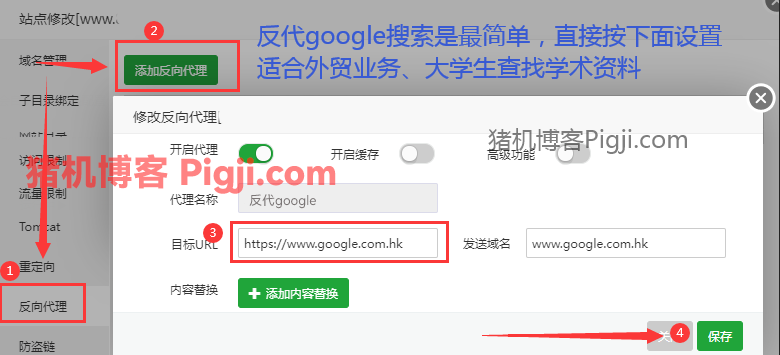 站点修改[www.
2
反代google搜索是最简单，直接按下面设置
适合外贸业务、大学生查找学术资料
域名管理
添加反向代理
子目录绑定
网站目录
访问限制
流量限制
Tomcat
重定向
1
反向代理
防盗链
修改反向代理[
开启代理
开启缓存
高级功能
猪机博客Pigji.com
猪机博客 Pigji.com
代理名称
反代google
3
目标URL
https://www.google.com.hk
发送域名
www.google.com.hk
内容替换
+ 添加内容替换
4
保存